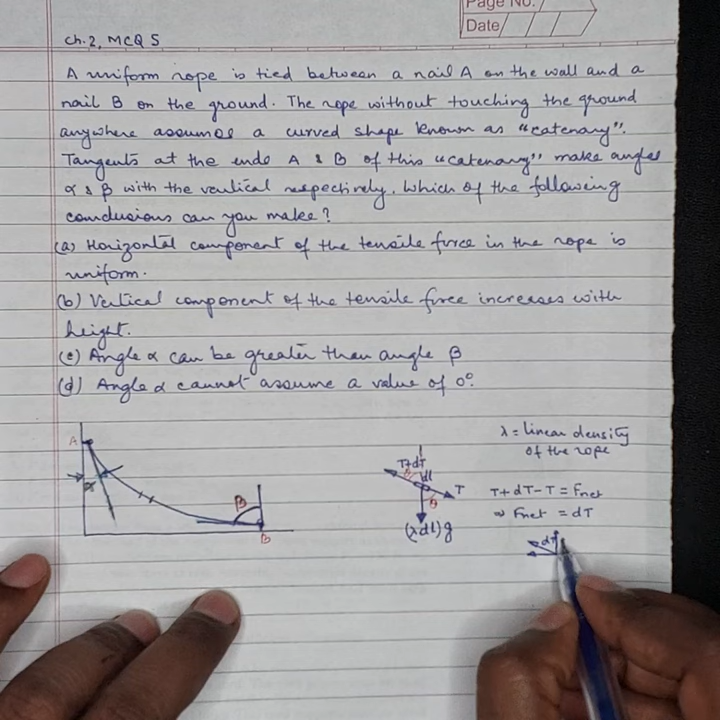 Page No.
Date
Ch. 2, MCQ 5
A uniform rope is tied between a nail A on the wall and a
nail B on the ground. The rope without touching the ground
anywhere assumes a curved shape known as "catenary".
Tangents at the ends A & B of this "catenary" make angles
α & β with the vertical respectively. Which of the following
conclusions can you make?
(a) Horizontal component of the tensile force in the rope is
uniform.
(b) Vertical component of the tensile force increases with
height.
(c) Angle α can be greater than angle β
(d) Angle α cannot assume a value of 0°.
A
α
β
B
T+dT
θ
dl
T
θ
(λdl)g
λ = linear density
of the rope
T + dT - T = Fnet
⇒ Fnet = dT
dT